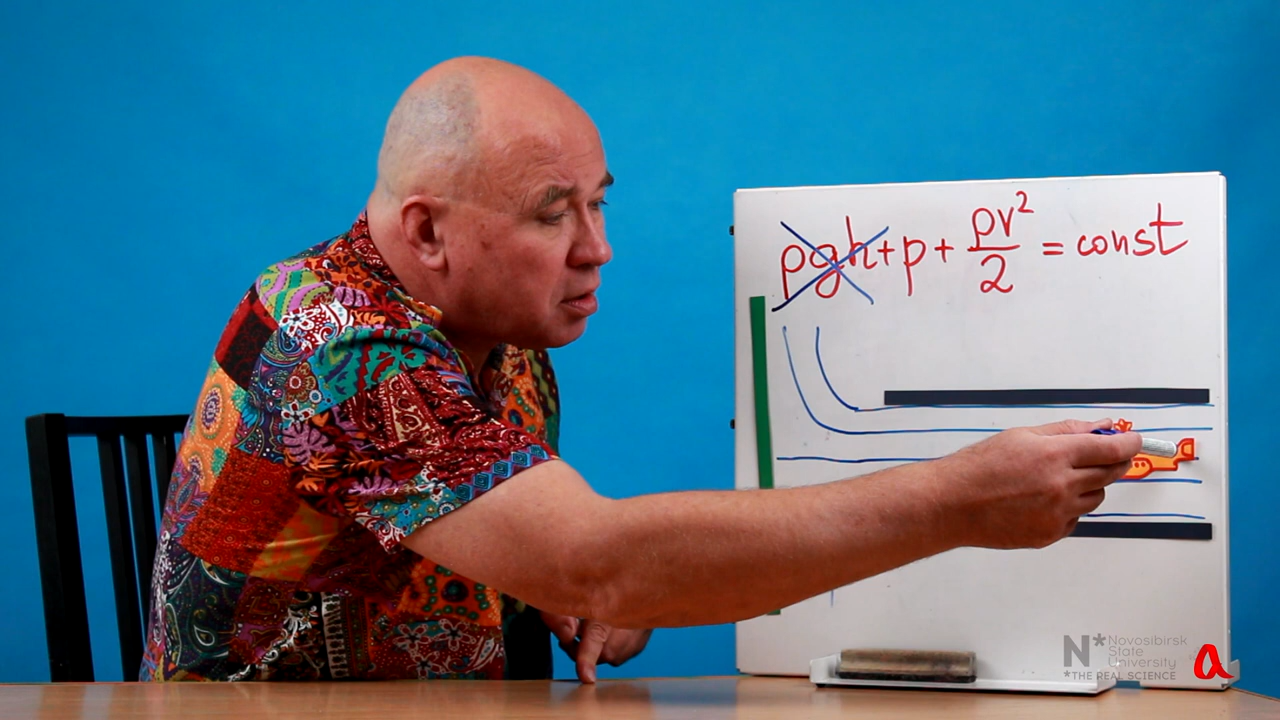 ρgh + p + ρv²/2 = const
N* Novosibirsk
State
University
*THE REAL SCIENCE